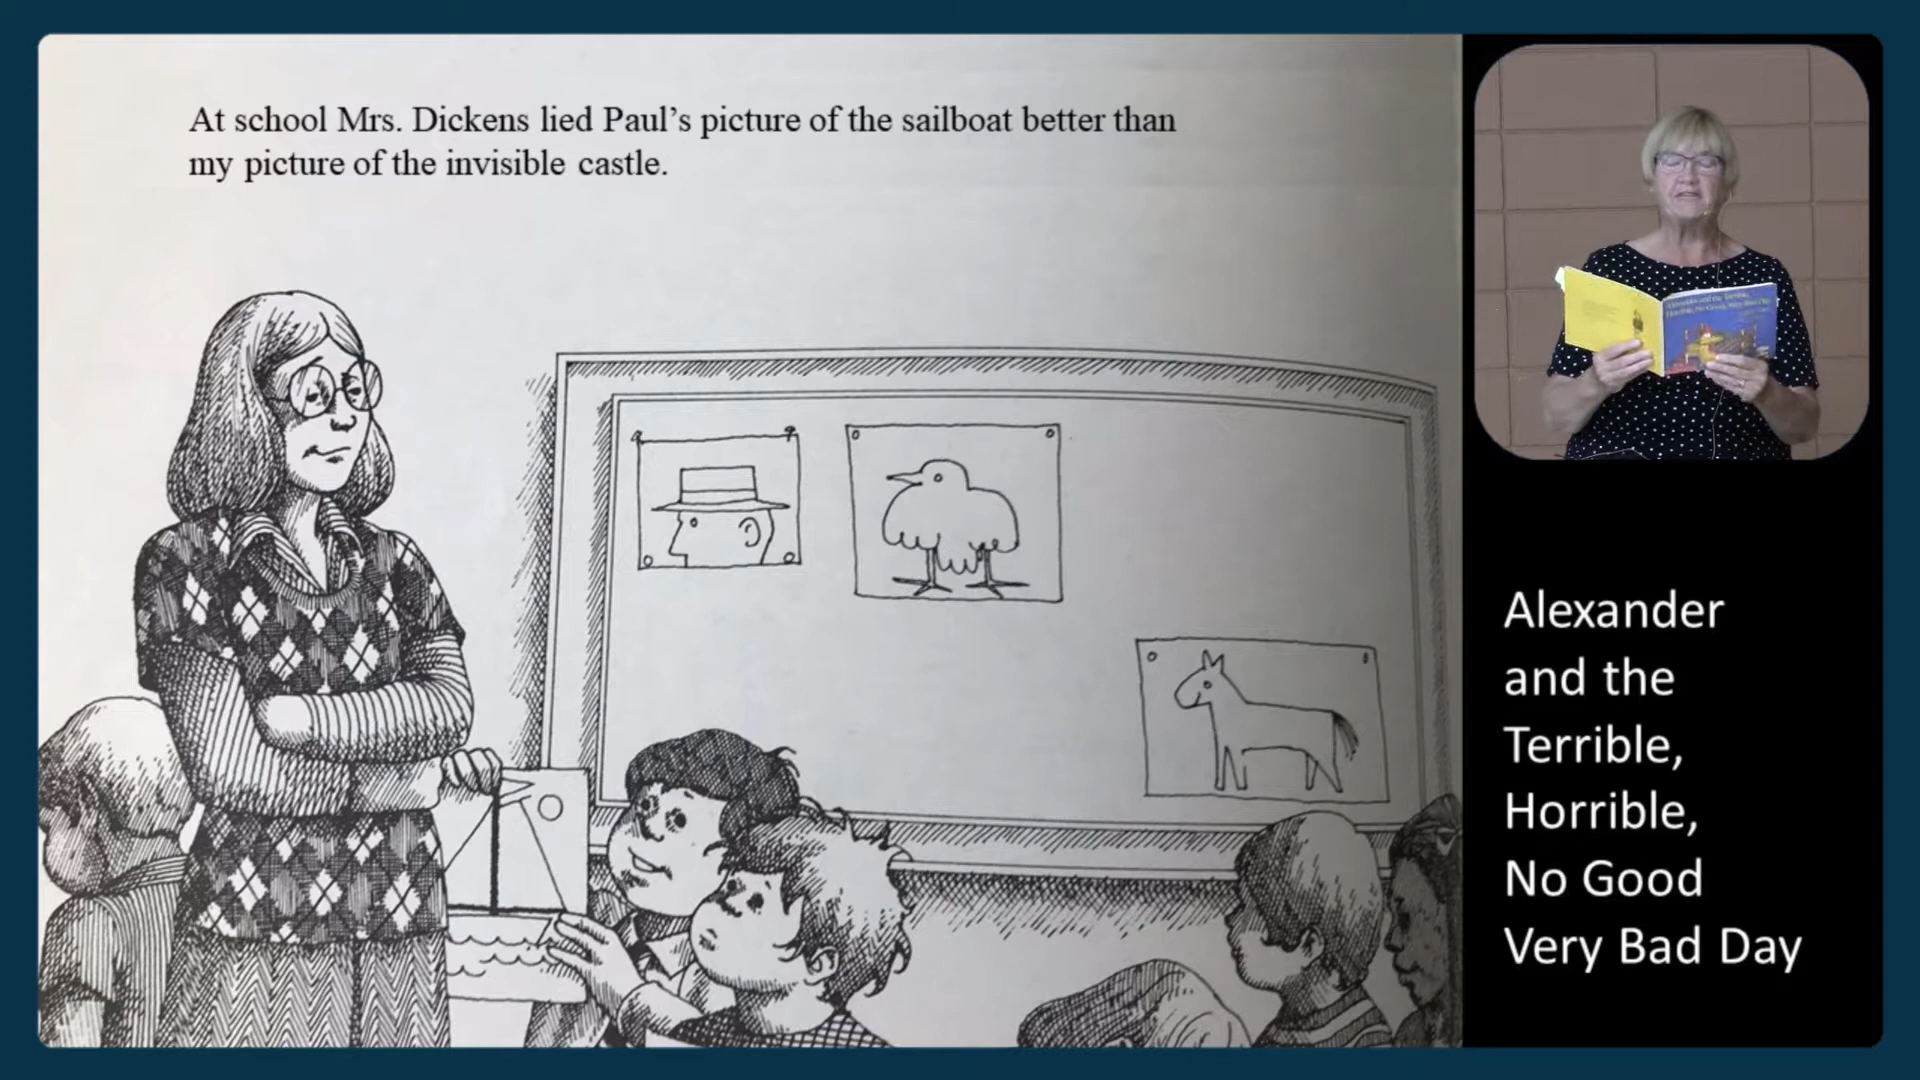 At school Mrs. Dickens lied Paul’s picture of the sailboat better than
my picture of the invisible castle.
Alexander
and the
Terrible,
Horrible,
No Good
Very Bad Day